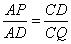 AP/AD = CD/CQ